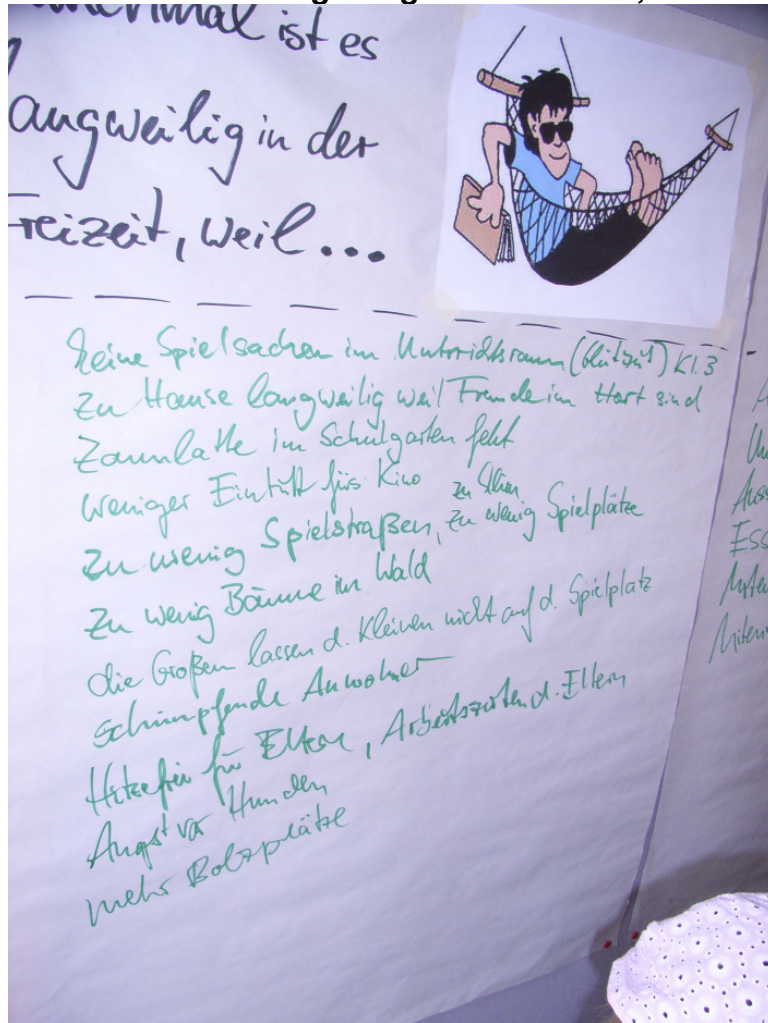 manchmal ist es
langweilig in der
Freizeit, weil...
keine Spielsachen im Unterrichtsraum Kl.3
zu Hause langweilig weil Freunde im Hort sind
Zaunlatte im Schulgarten fehlt
weniger Eintritt fürs Kino
zu wenig Spielstraßen, zu wenig Spielplätze
zu wenig Bäume im Wald
die Großen lassen d. Kleinen nicht auf d. Spielplatz
schimpfende Anwohner
Hitzefrei für Eltern, Arbeitszeiten d. Eltern
Angst vor Hunden
mehr Bolzplätze